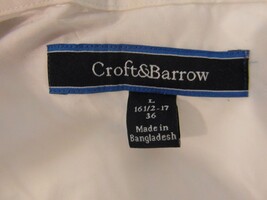 Croft&Barrow
L
16 1/2 - 17
36
Made in
Bangladesh